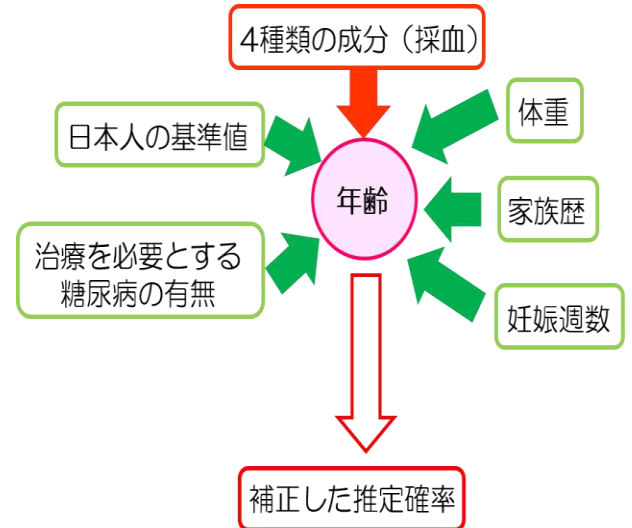 4種類の成分（採血）
日本人の基準値
体重
年齢
家族歴
治療を必要とする
糖尿病の有無
妊娠週数
補正した推定確率